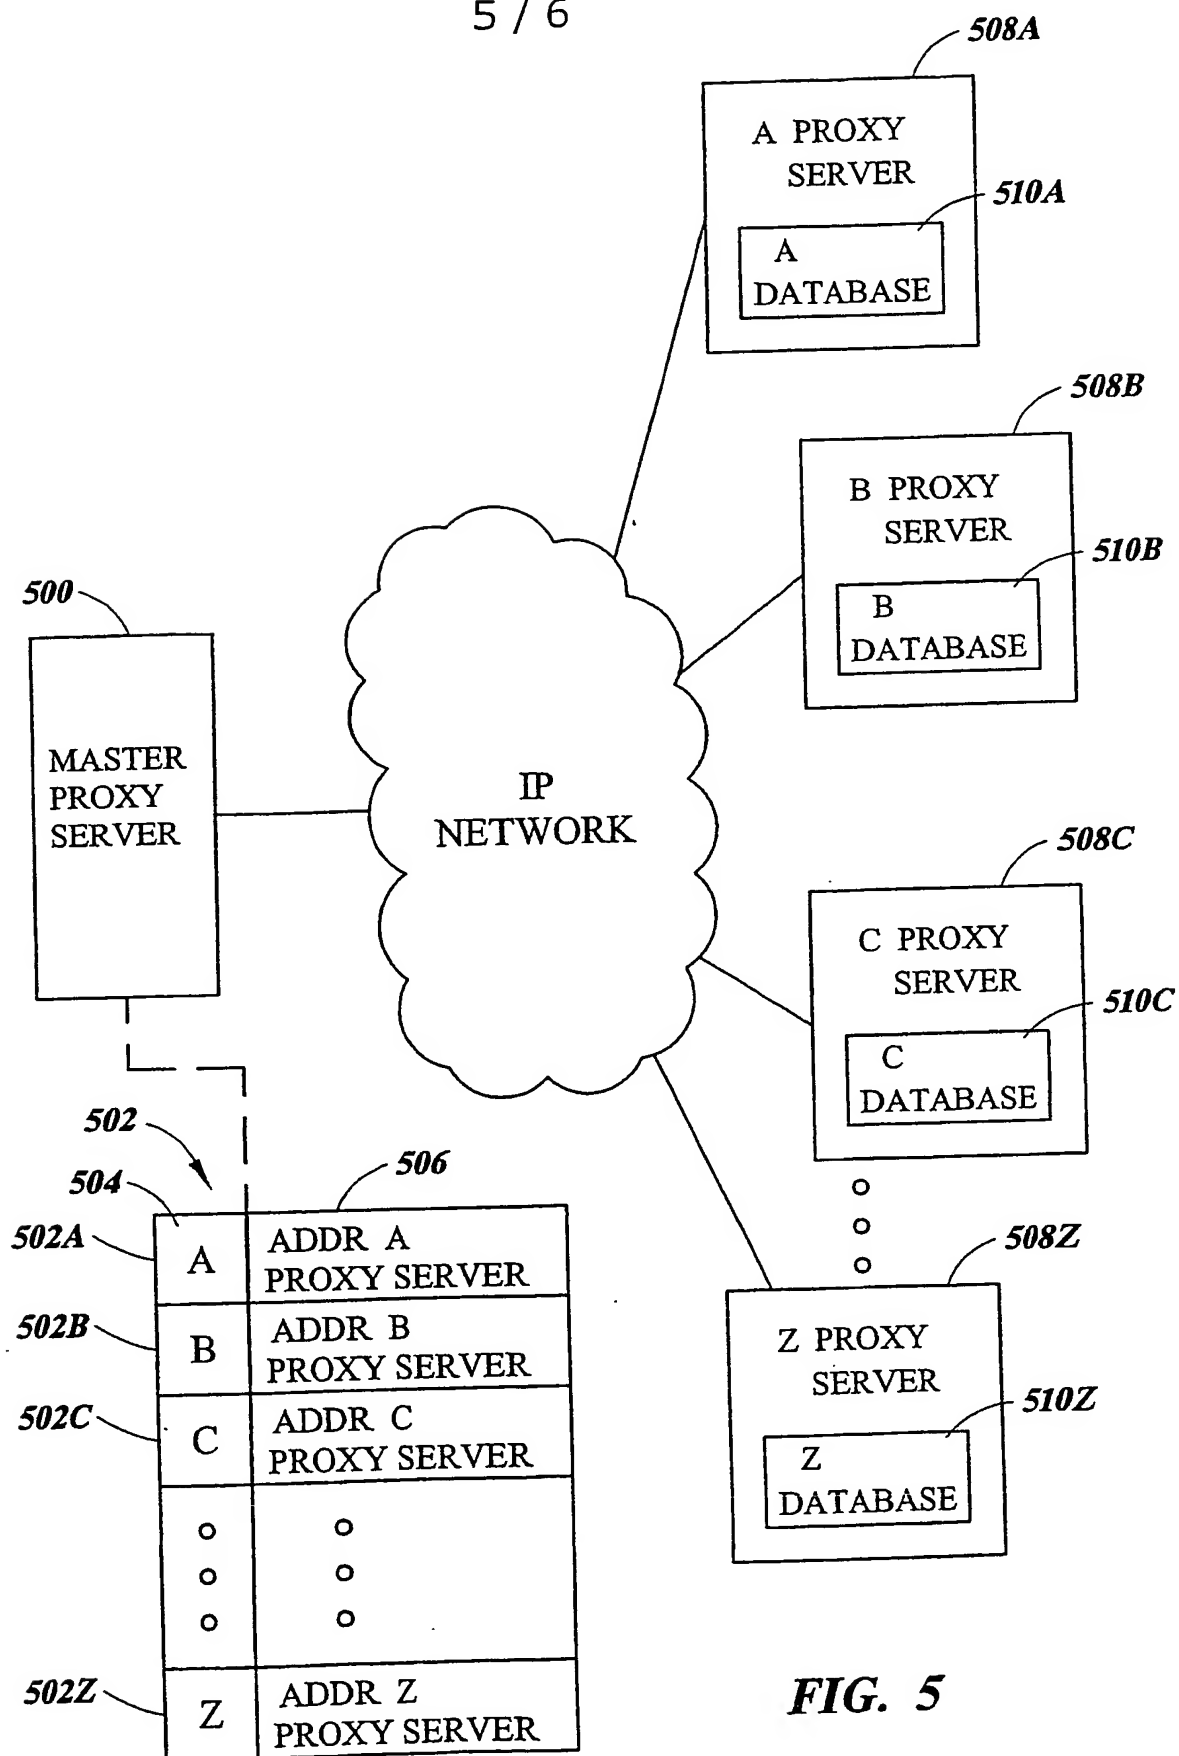 5 / 6
508A
A PROXY
SERVER
510A
A
DATABASE
508B
B PROXY
SERVER
510B
B
DATABASE
500
MASTER
PROXY
SERVER
IP
NETWORK
508C
C PROXY
SERVER
510C
C
DATABASE
502
504
506
502A
A
ADDR A
PROXY SERVER
502B
B
ADDR B
PROXY SERVER
502C
C
ADDR C
PROXY SERVER
502Z
Z
ADDR Z
PROXY SERVER
508Z
Z PROXY
SERVER
510Z
Z
DATABASE
FIG. 5